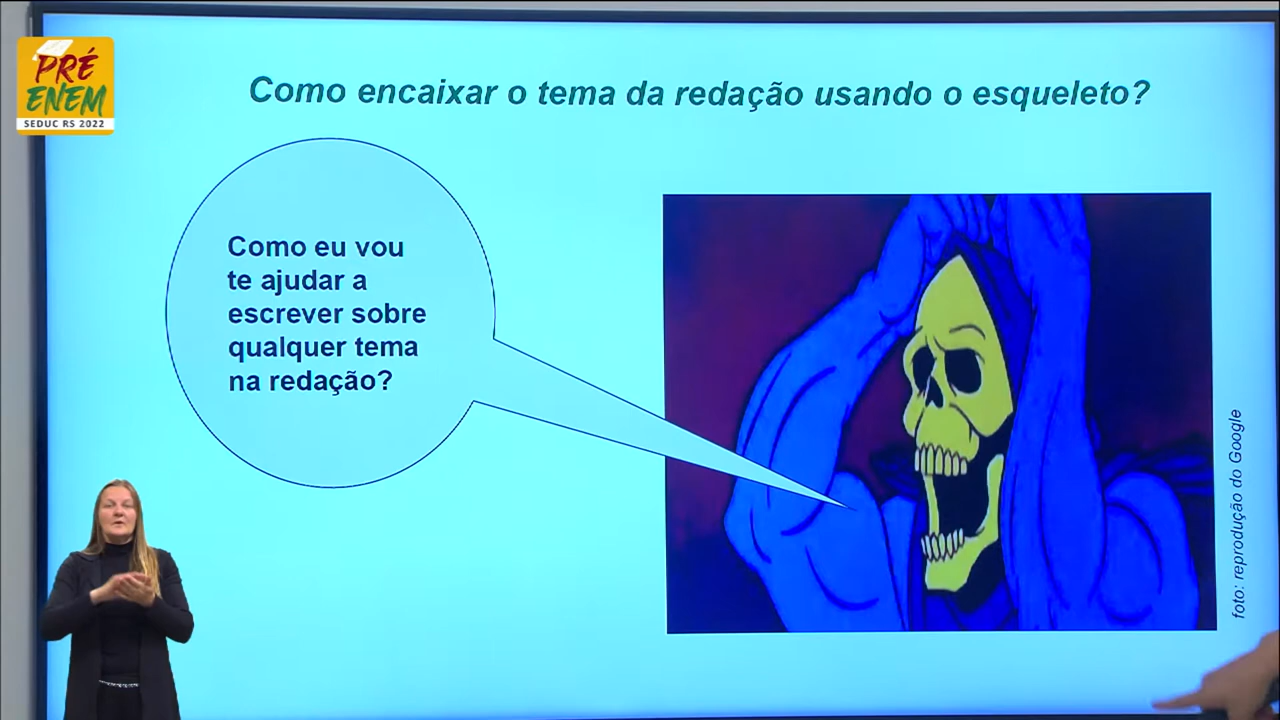 PRÉ
ENEM
SEDUC RS 2022
Como encaixar o tema da redação usando o esqueleto?
Como eu vou
te ajudar a
escrever sobre
qualquer tema
na redação?
foto: reprodução do Google